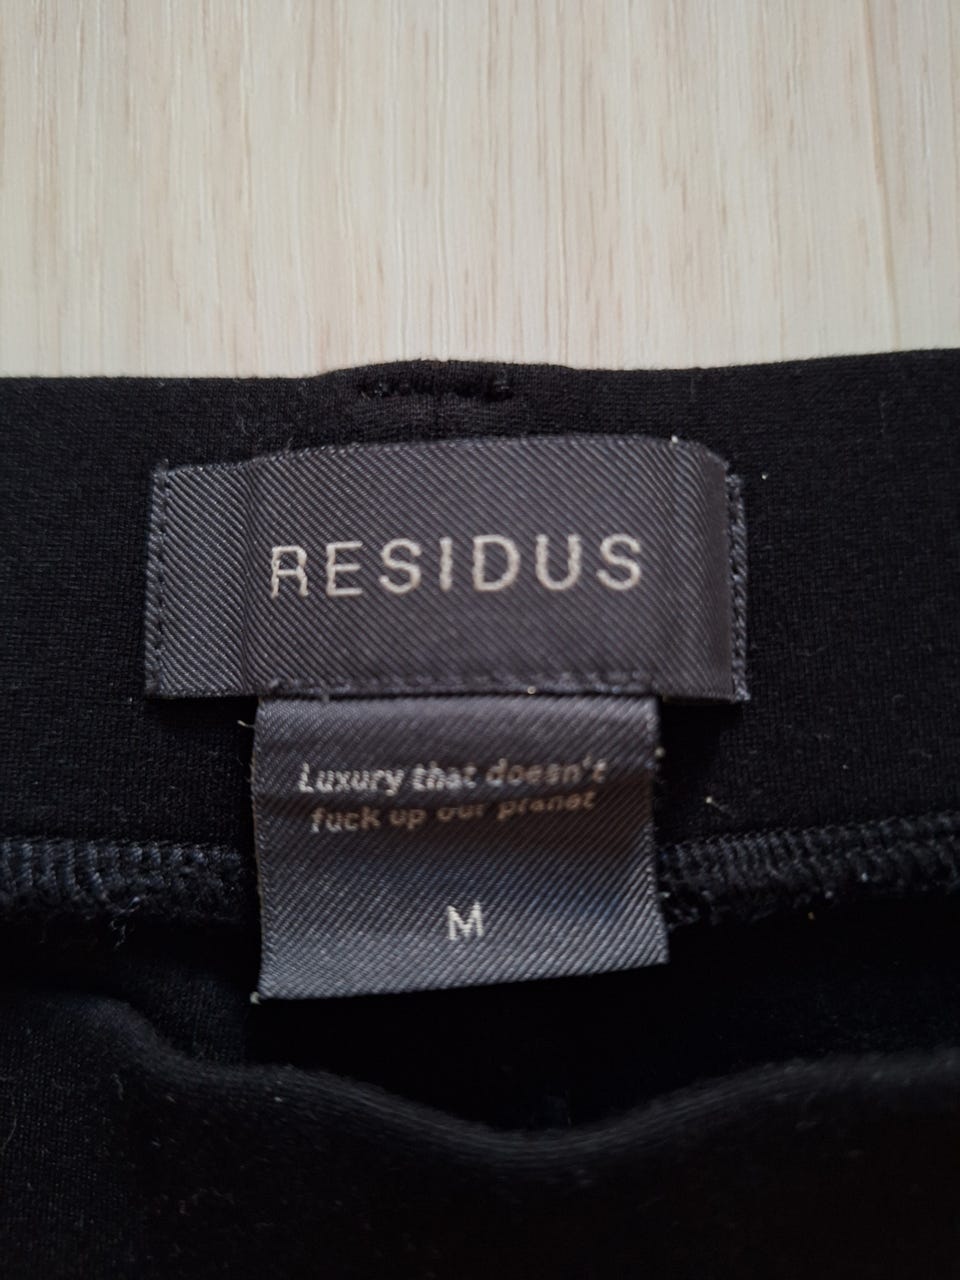 RESIDUS
Luxury that doesn't
fuck up our planet
M